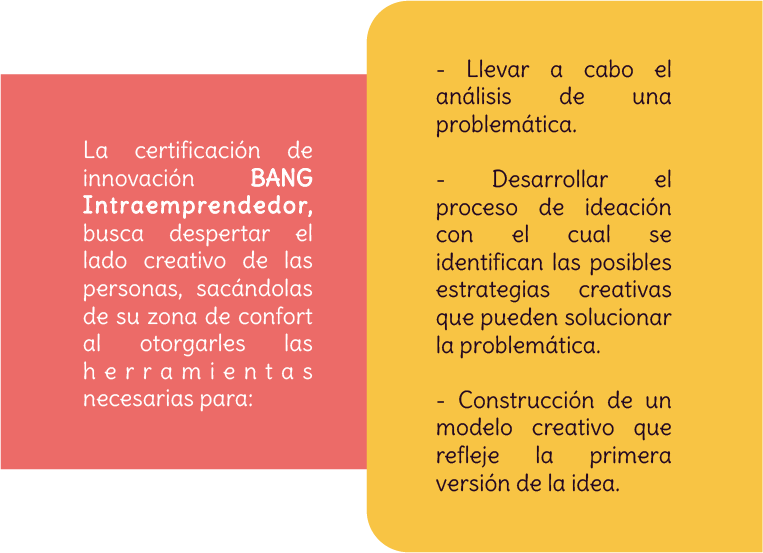 La certificación de
innovación BANG
Intraemprendedor,
busca despertar el
lado creativo de las
personas, sacándolas
de su zona de confort
al otorgarles las
herramientas
necesarias para:
- Llevar a cabo el
análisis de una
problemática.
- Desarrollar el
proceso de ideación
con el cual se
identifican las posibles
estrategias creativas
que pueden solucionar
la problemática.
- Construcción de un
modelo creativo que
refleje la primera
versión de la idea.